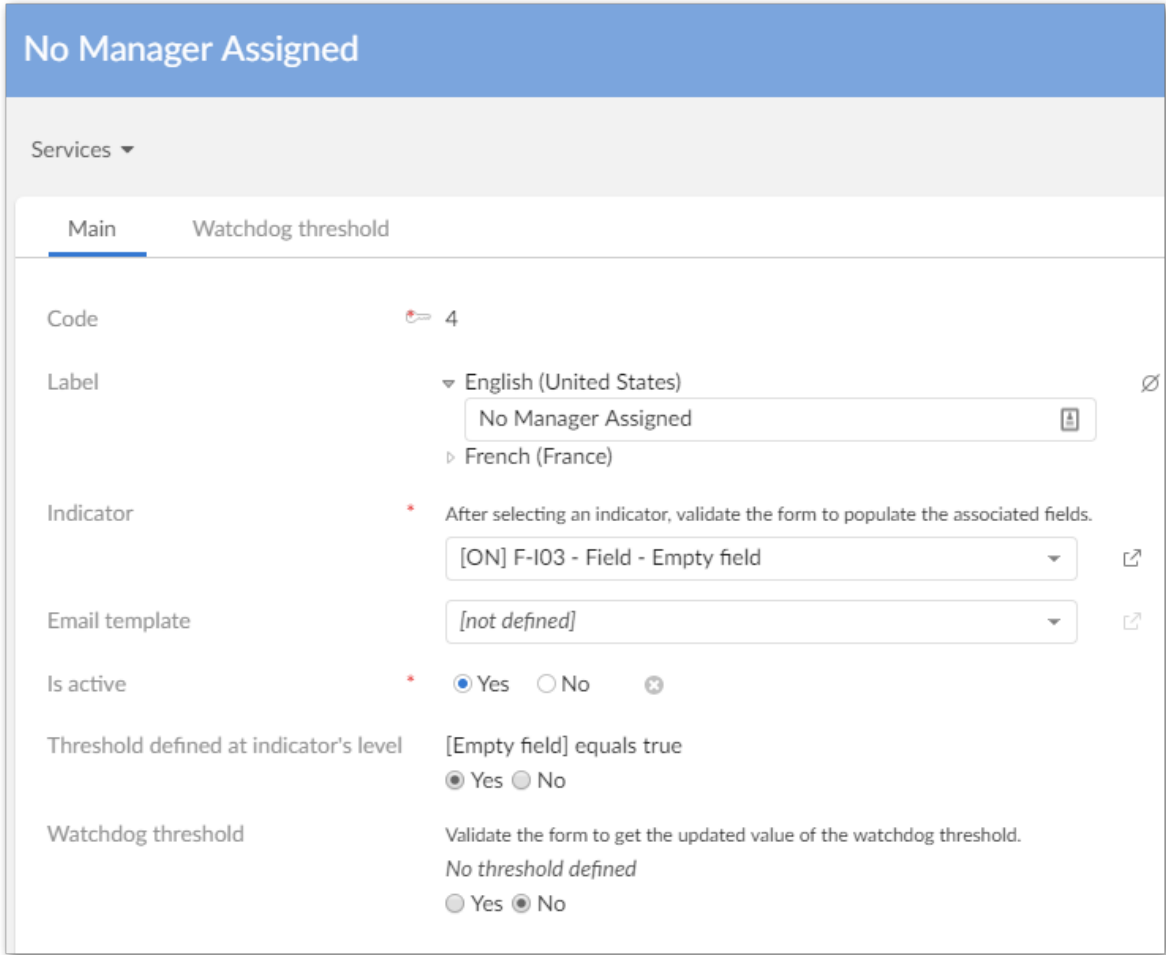 No Manager Assigned
Services
Main Watchdog threshold
Code 4
Label English (United States)
No Manager Assigned
French (France)
Indicator * After selecting an indicator, validate the form to populate the associated fields.
[ON] F-I03 - Field - Empty field
Email template [not defined]
Is active * Yes No
Threshold defined at indicator's level [Empty field] equals true
Yes No
Watchdog threshold Validate the form to get the updated value of the watchdog threshold.
No threshold defined
Yes No